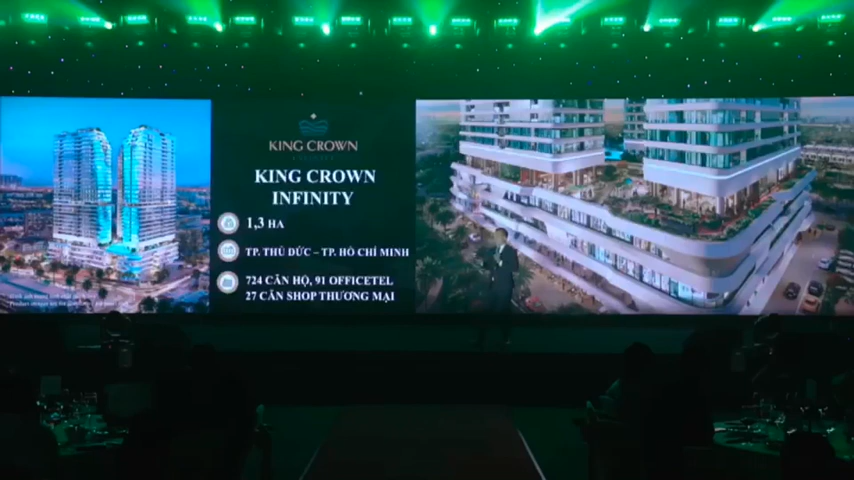 KING CROWN
KING CROWN
INFINITY
1,3 HA
TP. THỦ ĐỨC – TP. HỒ CHÍ MINH
724 CĂN HỘ, 91 OFFICETEL
27 CĂN SHOP THƯƠNG MẠI